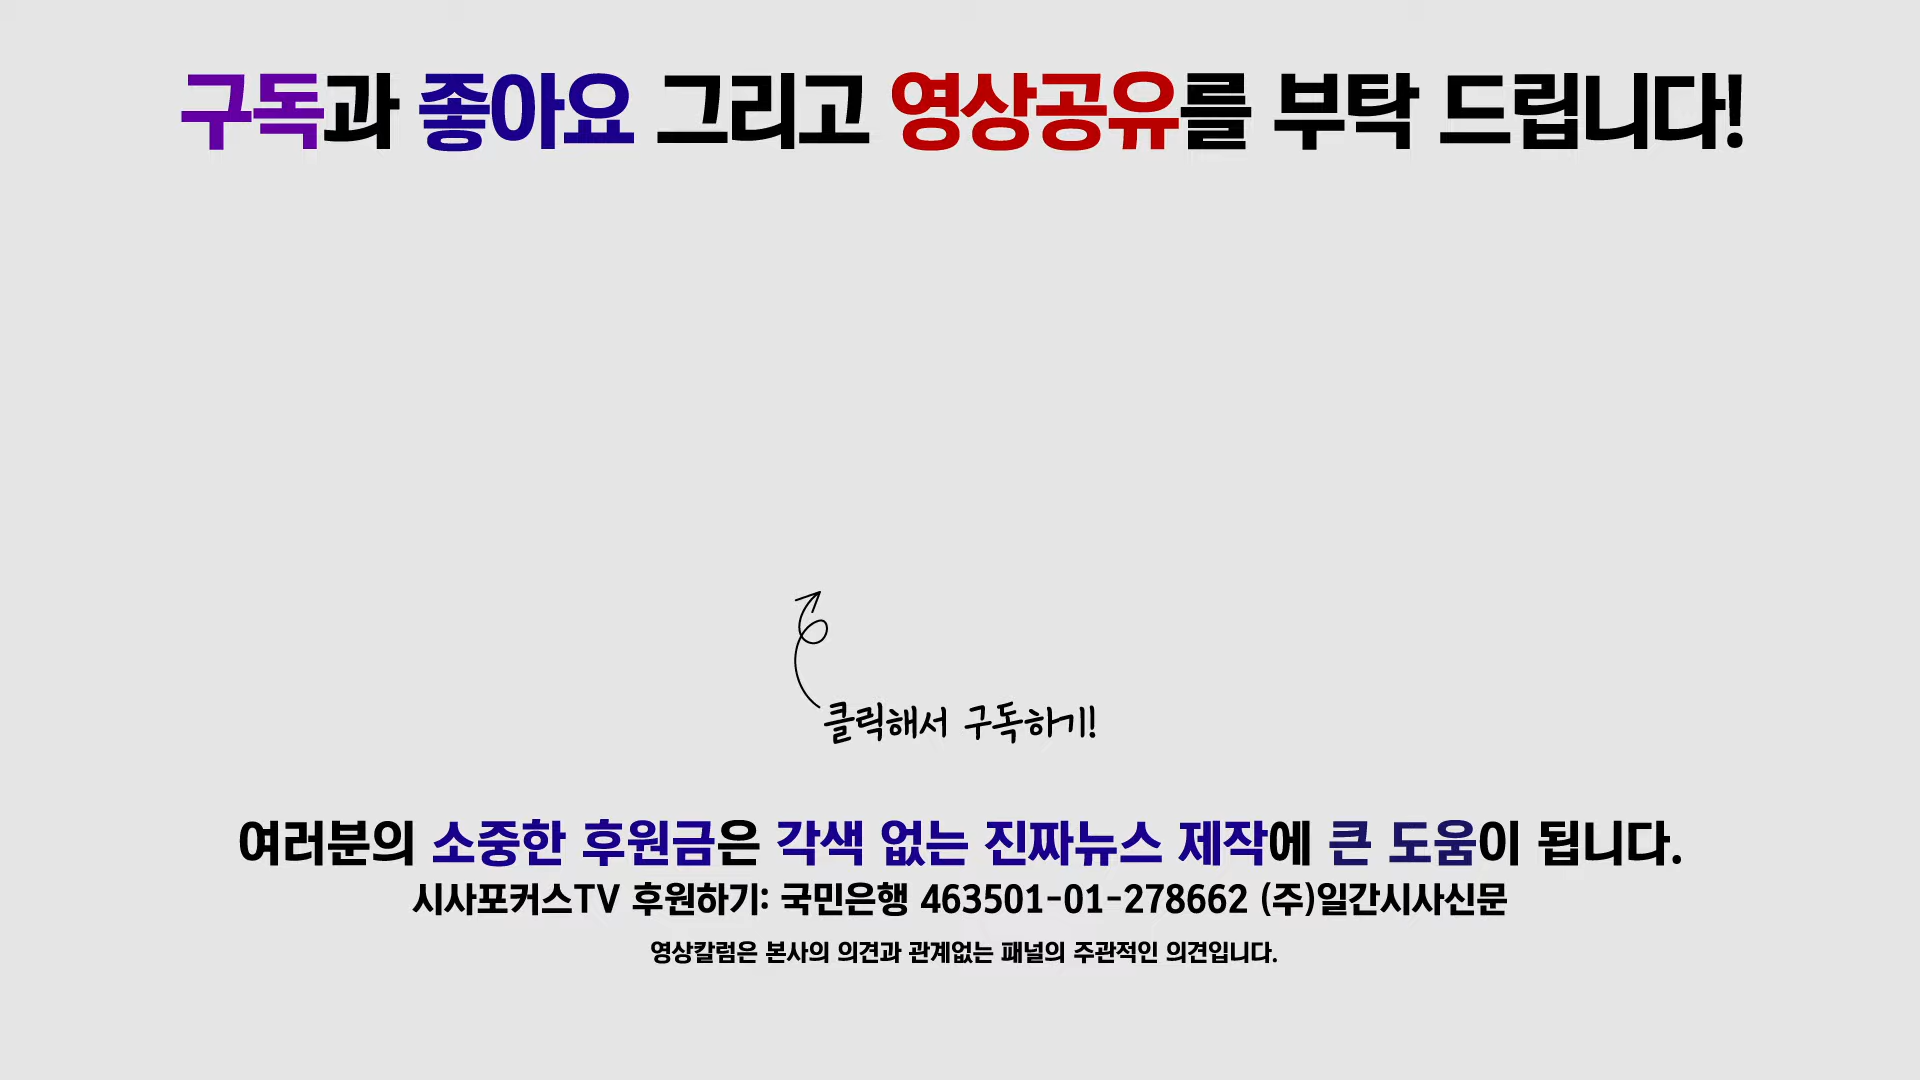 구독과 좋아요 그리고 영상공유를 부탁 드립니다!
클릭해서 구독하기!
여러분의 소중한 후원금은 각색 없는 진짜뉴스 제작에 큰 도움이 됩니다.
시사포커스TV 후원하기: 국민은행 463501-01-278662 (주)일간시사신문
영상칼럼은 본사의 의견과 관계없는 패널의 주관적인 의견입니다.